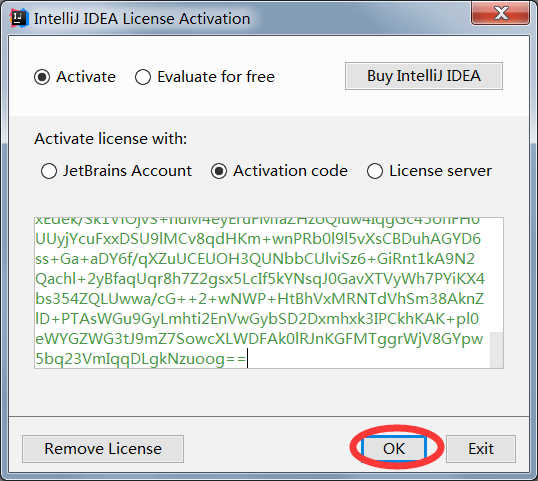 IntelliJ IDEA License Activation
Activate
Evaluate for free
Buy IntelliJ IDEA
Activate license with:
JetBrains Account
Activation code
License server
UUyjYcuFxxDSU9lMCv8qdHKm+wnPRb0l9l5vXsCBDuhAGYD6
ss+Ga+aDY6f/qXZuUCEUOH3QUNbbCUlviSz6+GiRnt1kA9N2
Qachl+2yBfaqUqr8h7Z2gsx5LcIf5kYNsqJ0GavXTVyWh7PYiKX4
bs354ZQLUwwa/cG++2+wNWP+HtBhVxMRNTdVhSm38AknZ
lD+PTAsWGu9GyLmhti2EnVwGybSD2Dxmhxk3IPCkhKAK+pl0
eWYGZWG3tJ9mZ7SowcXLWDFAk0lRJnKGFMTggrWjV8GYpw
5bq23VmIqqDLgkNzuoog==
Remove License
OK
Exit